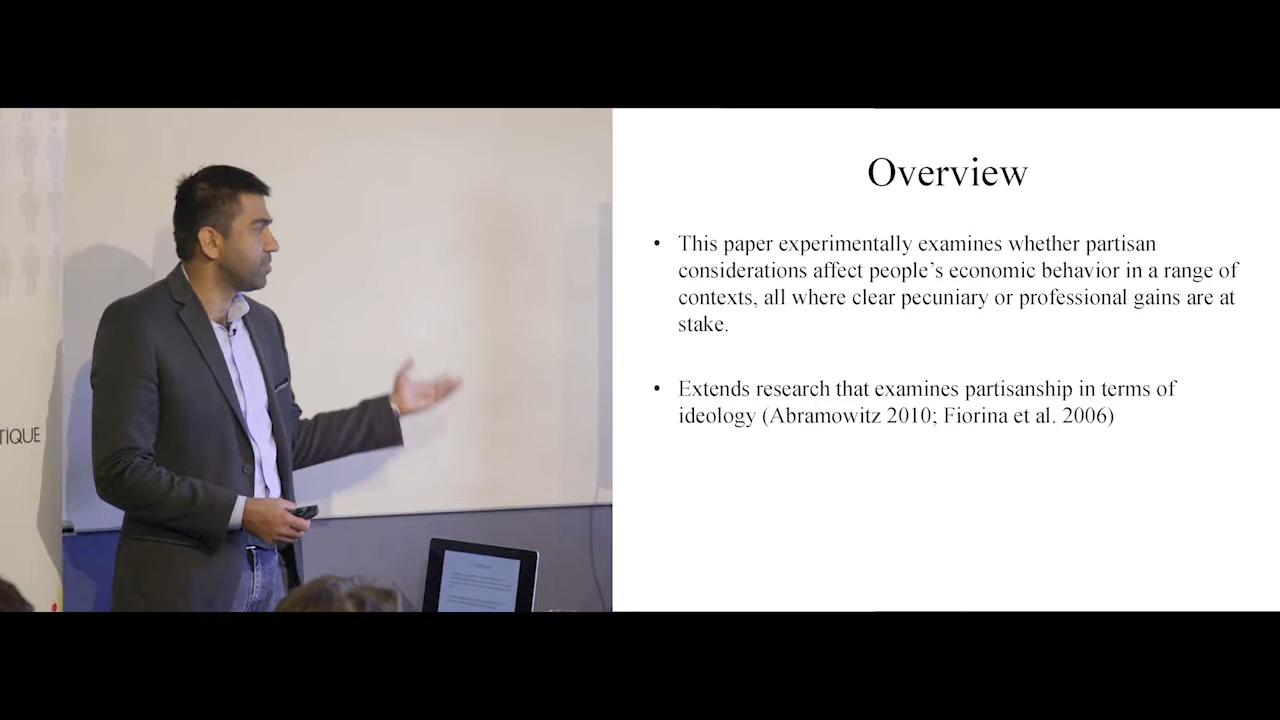 TIQUE
Overview
• This paper experimentally examines whether partisan
considerations affect people’s economic behavior in a range of
contexts, all where clear pecuniary or professional gains are at
stake.
• Extends research that examines partisanship in terms of
ideology (Abramowitz 2010; Fiorina et al. 2006)